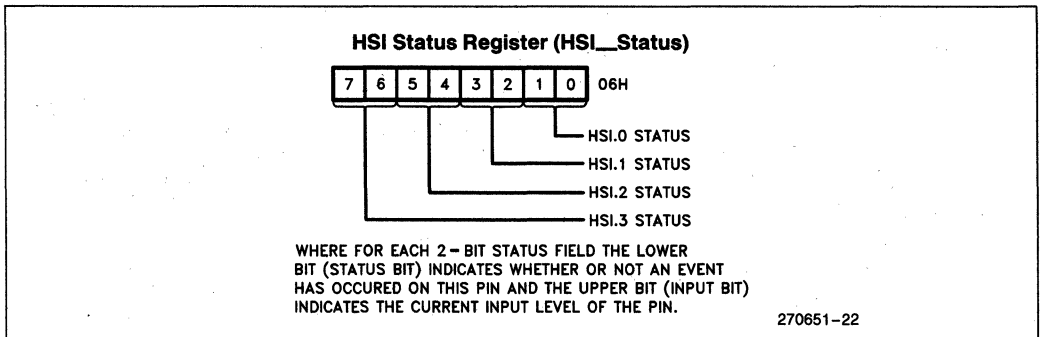 HSI Status Register (HSI__Status)
7 6 5 4 3 2 1 0 06H
HSI.0 STATUS
HSI.1 STATUS
HSI.2 STATUS
HSI.3 STATUS
WHERE FOR EACH 2-BIT STATUS FIELD THE LOWER
BIT (STATUS BIT) INDICATES WHETHER OR NOT AN EVENT
HAS OCCURED ON THIS PIN AND THE UPPER BIT (INPUT BIT)
INDICATES THE CURRENT INPUT LEVEL OF THE PIN.
270651-22